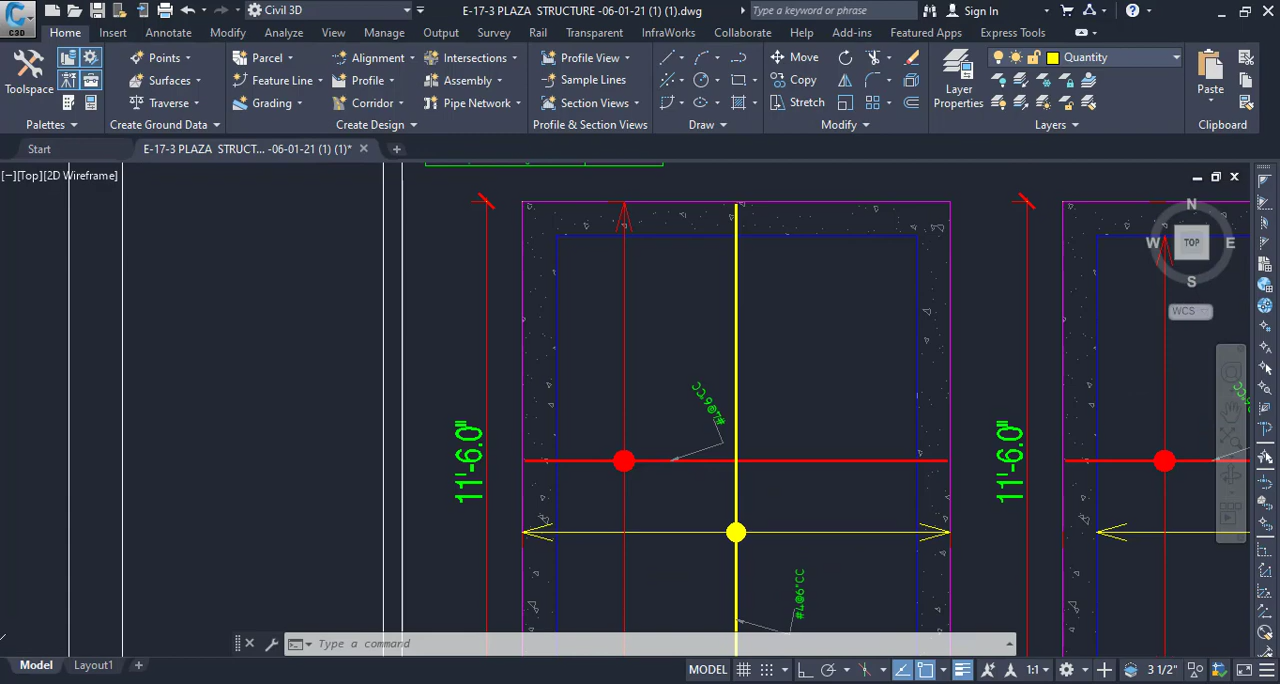 Civil 3D
E-17-3 PLAZA STRUCTURE -06-01-21 (1) (1).dwg
Type a keyword or phrase
Sign In
C3D
Home Insert Annotate Modify Analyze View Manage Output Survey Rail Transparent InfraWorks Collaborate Help Add-ins Featured Apps Express Tools
Toolspace
Points
Surfaces
Traverse
Parcel
Feature Line
Grading
Alignment
Profile
Corridor
Intersections
Assembly
Pipe Network
Profile View
Sample Lines
Section Views
Move
Copy
Stretch
Layer
Properties
Quantity
Paste
Palettes Create Ground Data Create Design Profile & Section Views Draw Modify Layers Clipboard
Start
E-17-3 PLAZA STRUCT... -06-01-21 (1) (1)*
[−][Top][2D Wireframe]
N
W TOP E
S
WCS
11'-6.0"
#4@6"CC
#4@6"CC
11'-6.0"
Type a command
Model Layout1
MODEL
1:1
3 1/2"